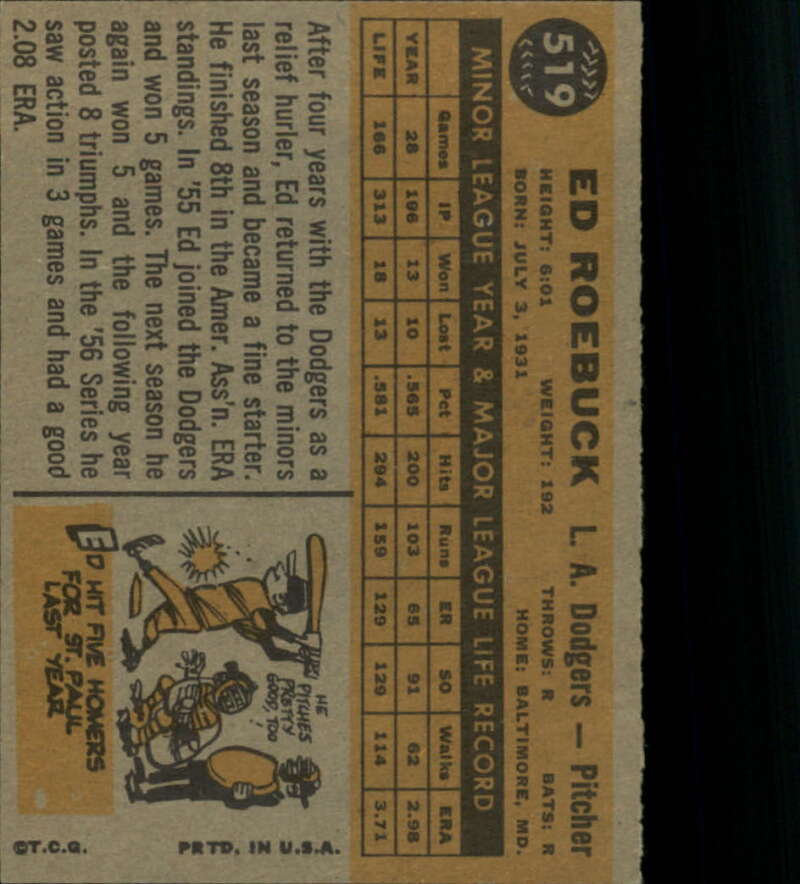 519
ED ROEBUCK L. A. Dodgers — Pitcher
HEIGHT: 6:01 WEIGHT: 192 THROWS: R BATS: R
BORN: JULY 3, 1931 HOME: BALTIMORE, MD.
MINOR LEAGUE YEAR & MAJOR LEAGUE LIFE RECORD
Games IP Won Lost Pct Hits Runs ER SO Walks ERA
YEAR 28 196 13 10 .565 200 103 65 91 62 2.98
LIFE 166 313 18 13 .581 294 159 129 129 114 3.71
After four years with the Dodgers as a
relief hurler, Ed returned to the minors
last season and became a fine starter.
He finished 8th in the Amer. Ass'n. ERA
standings. In '55 Ed joined the Dodgers
and won 5 games. The next season he
again won 5 and the following year
posted 8 triumphs. In the '56 Series he
saw action in 3 games and had a good
2.08 ERA.
HE
PITCHES
PRETTY
GOOD, TOO!
ED HIT FIVE HOMERS
FOR ST. PAUL
LAST YEAR
©T.C.G. PRTD. IN U.S.A.